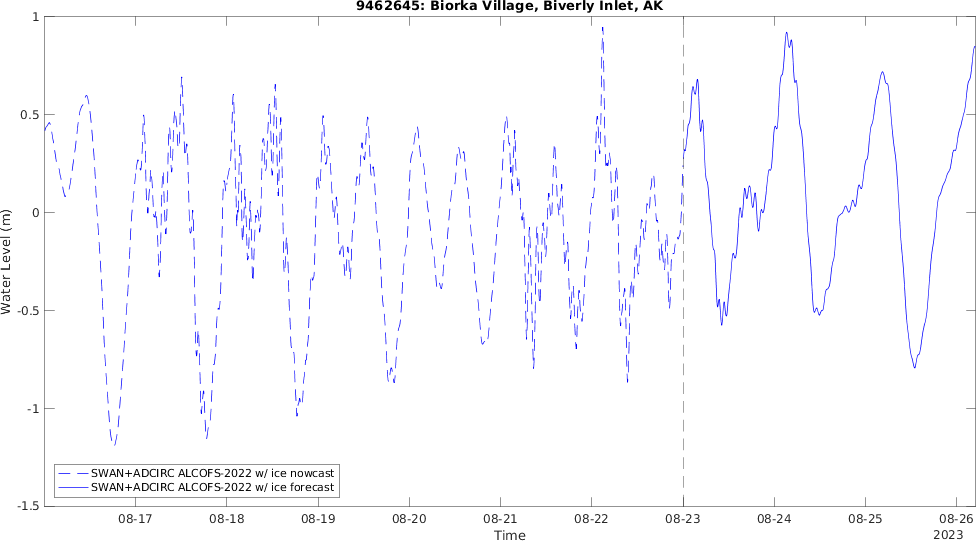 9462645: Biorka Village, Biverly Inlet, AK
Water Level (m)
1
0.5
0
-0.5
-1
-1.5
SWAN+ADCIRC ALCOFS-2022 w/ ice nowcast
SWAN+ADCIRC ALCOFS-2022 w/ ice forecast
08-17 08-18 08-19 08-20 08-21 08-22 08-23 08-24 08-25 08-26
Time
2023